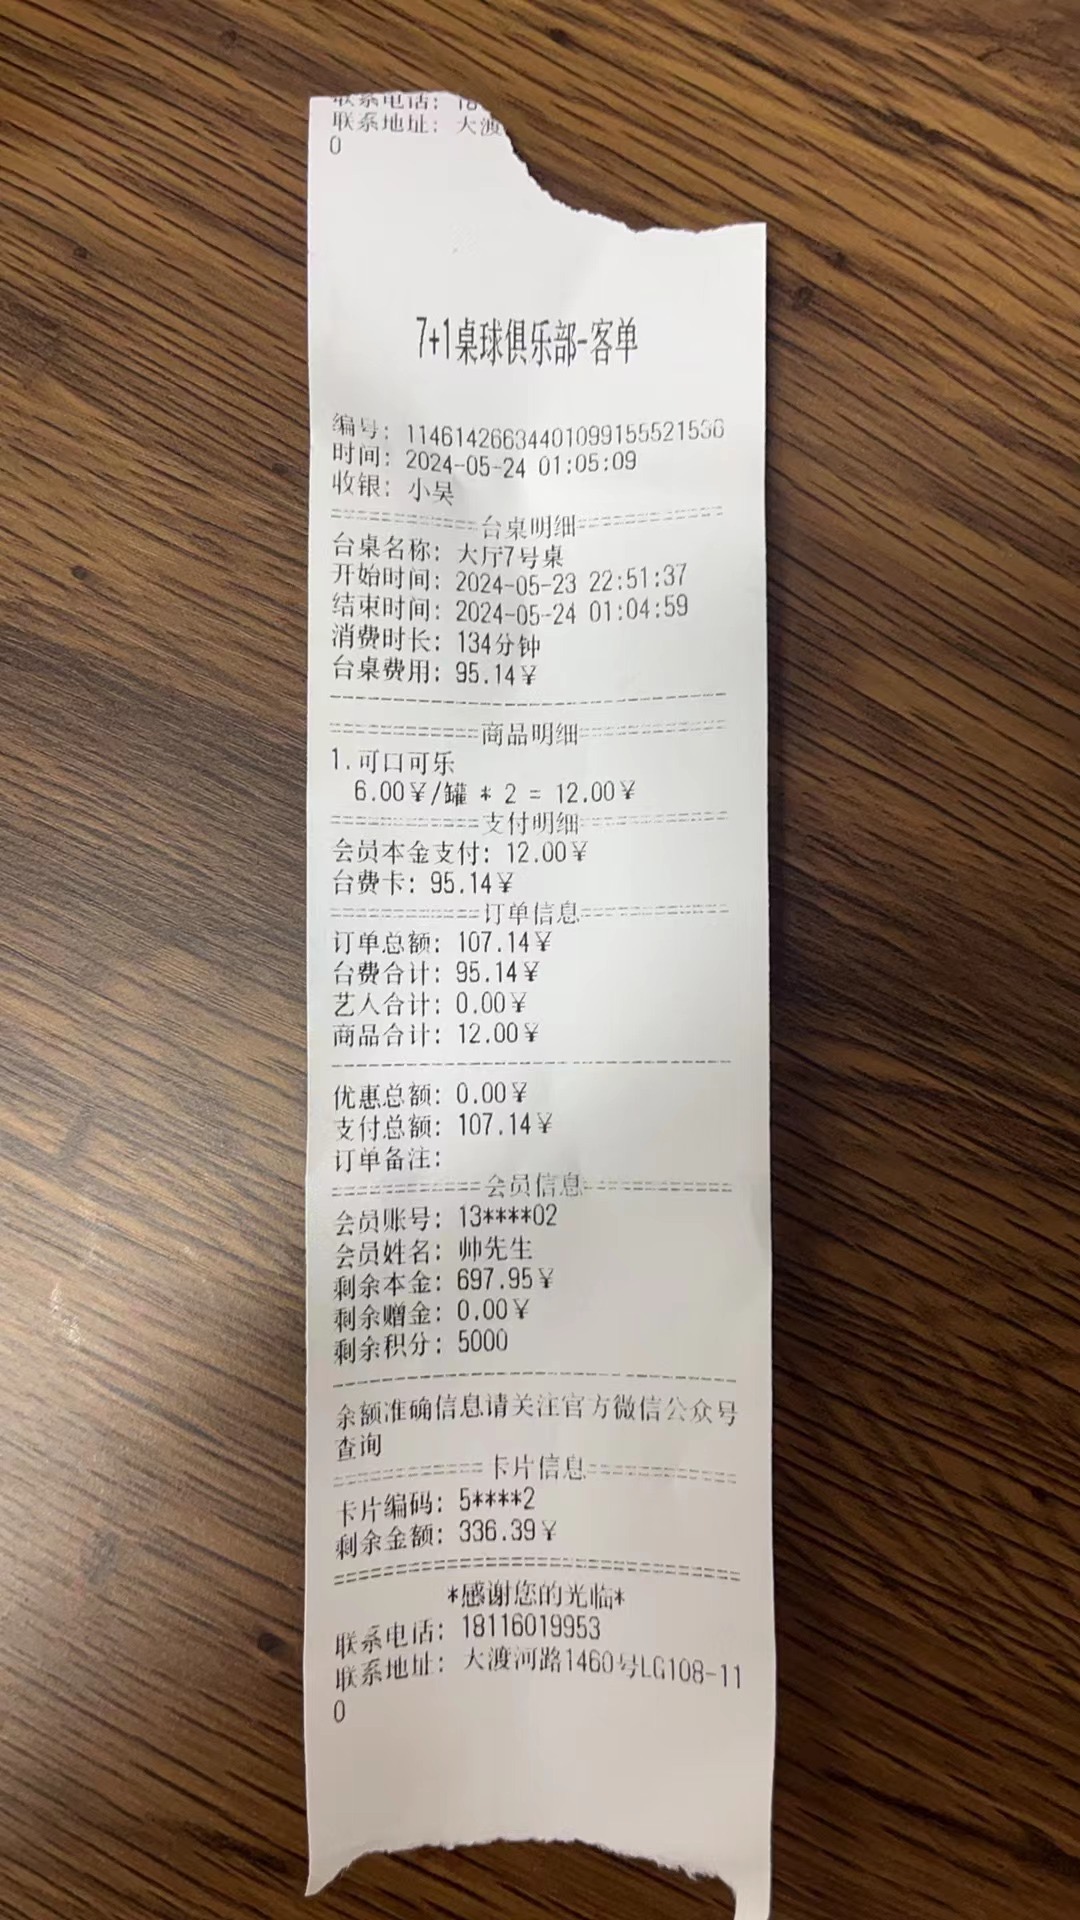 联系电话: 18
联系地址: 大渡
0
7+1桌球俱乐部-客单
编号: 1146142663440109915552153​6
时间: 2024-05-24 01:05:09
收银: 小吴
台桌明细
台桌名称: 大厅7号桌
开始时间: 2024-05-23 22:51:37
结束时间: 2024-05-24 01:04:59
消费时长: 134分钟
台桌费用: 95.14¥
商品明细
1.可口可乐
6.00¥/罐 * 2 = 12.00¥
支付明细
会员本金支付: 12.00¥
台费卡: 95.14¥
订单信息
订单总额: 107.14¥
台费合计: 95.14¥
艺人合计: 0.00¥
商品合计: 12.00¥
优惠总额: 0.00¥
支付总额: 107.14¥
订单备注:
会员信息
会员账号: 13****02
会员姓名: 帅先生
剩余本金: 697.95¥
剩余赠金: 0.00¥
剩余积分: 5000
余额准确信息请关注官方微信公众号
查询
卡片信息
卡片编码: 5****2
剩余金额: 336.39¥
*感谢您的光临*
联系电话: 18116019953
联系地址: 大渡河路1460号LG108-11
0